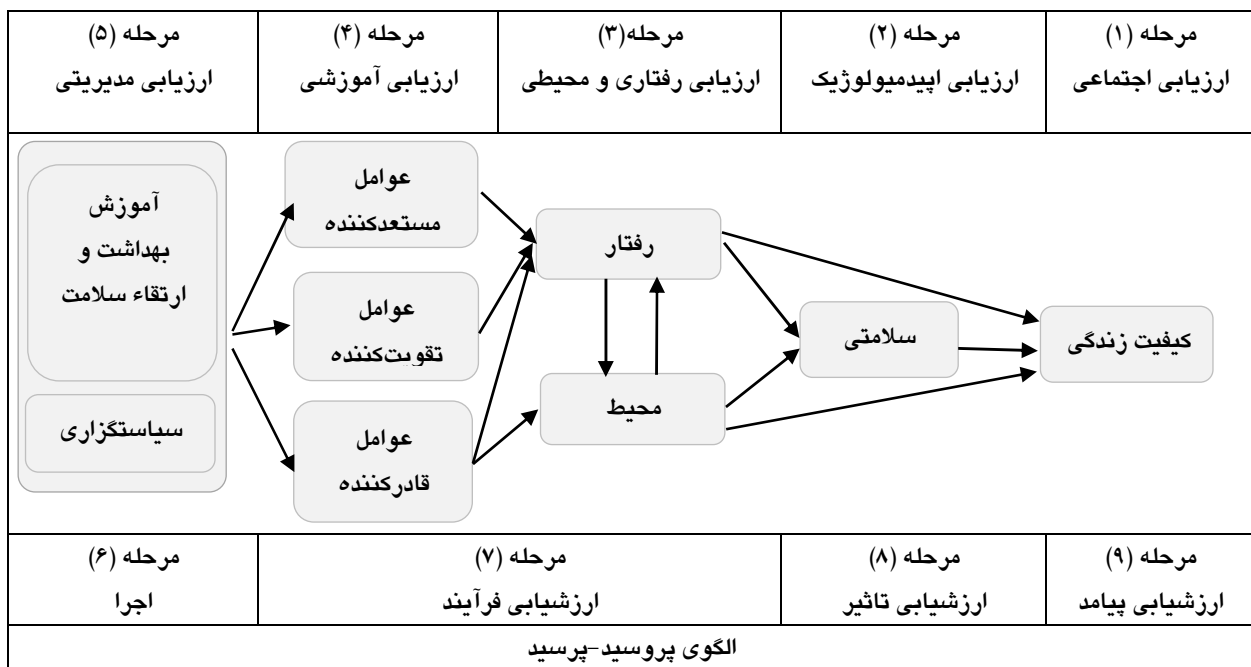 مرحله (۱)
ارزیابی اجتماعی
مرحله (۲)
ارزیابی اپیدمیولوژیک
مرحله(۳)
ارزیابی رفتاری و محیطی
مرحله (۴)
ارزیابی آموزشی
مرحله (۵)
ارزیابی مدیریتی
کیفیت زندگی
سلامتی
رفتار
محیط
عوامل
مستعدکننده
عوامل
تقویت‌کننده
عوامل
قادرکننده
آموزش
بهداشت و
ارتقاء سلامت
سیاستگزاری
مرحله (۹)
ارزشیابی پیامد
مرحله (۸)
ارزشیابی تاثیر
مرحله (۷)
ارزشیابی فرآیند
مرحله (۶)
اجرا
الگوی پروسید-پرسید